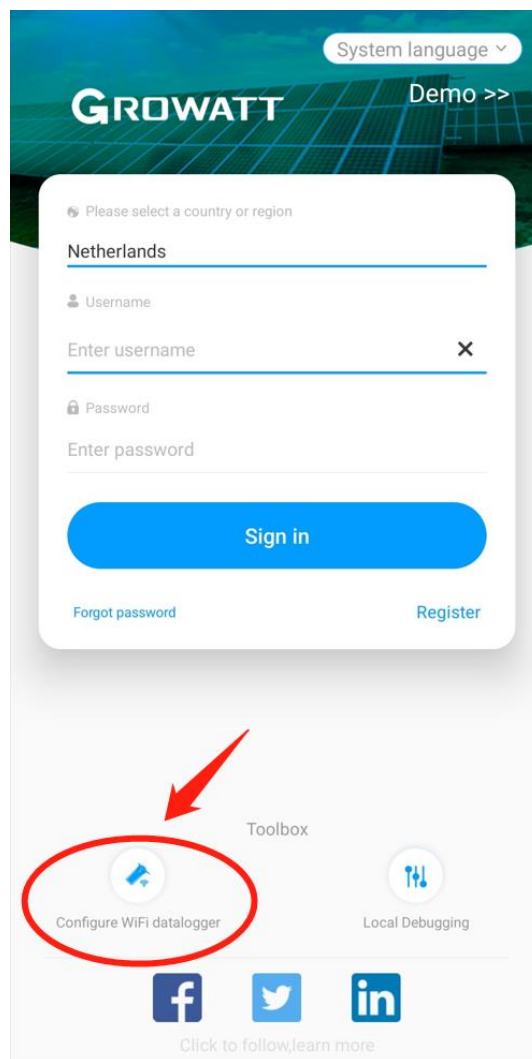 System language
GROWATT
Demo >>
Please select a country or region
Netherlands
Username
Enter username
Password
Enter password
Sign in
Forgot password
Register
Toolbox
Configure WiFi datalogger
Local Debugging
f
in
Click to follow,learn more